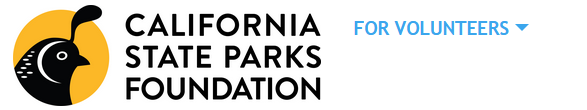 CALIFORNIA
STATE PARKS
FOUNDATION
FOR VOLUNTEERS